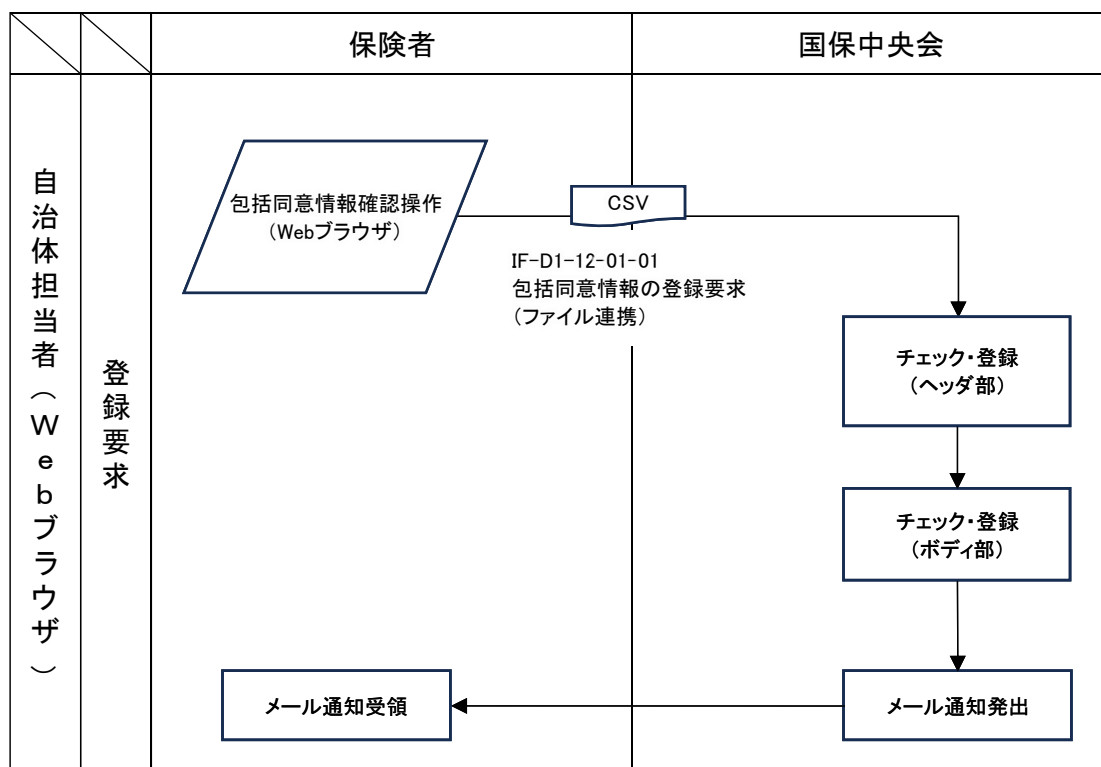 保険者
国保中央会
自治体担当者（Ｗｅｂブラウザ）
登録要求
包括同意情報確認操作
(Webブラウザ)
CSV
IF-D1-12-01-01
包括同意情報の登録要求
(ファイル連携)
チェック・登録
(ヘッダ部)
チェック・登録
(ボディ部)
メール通知受領
メール通知発出